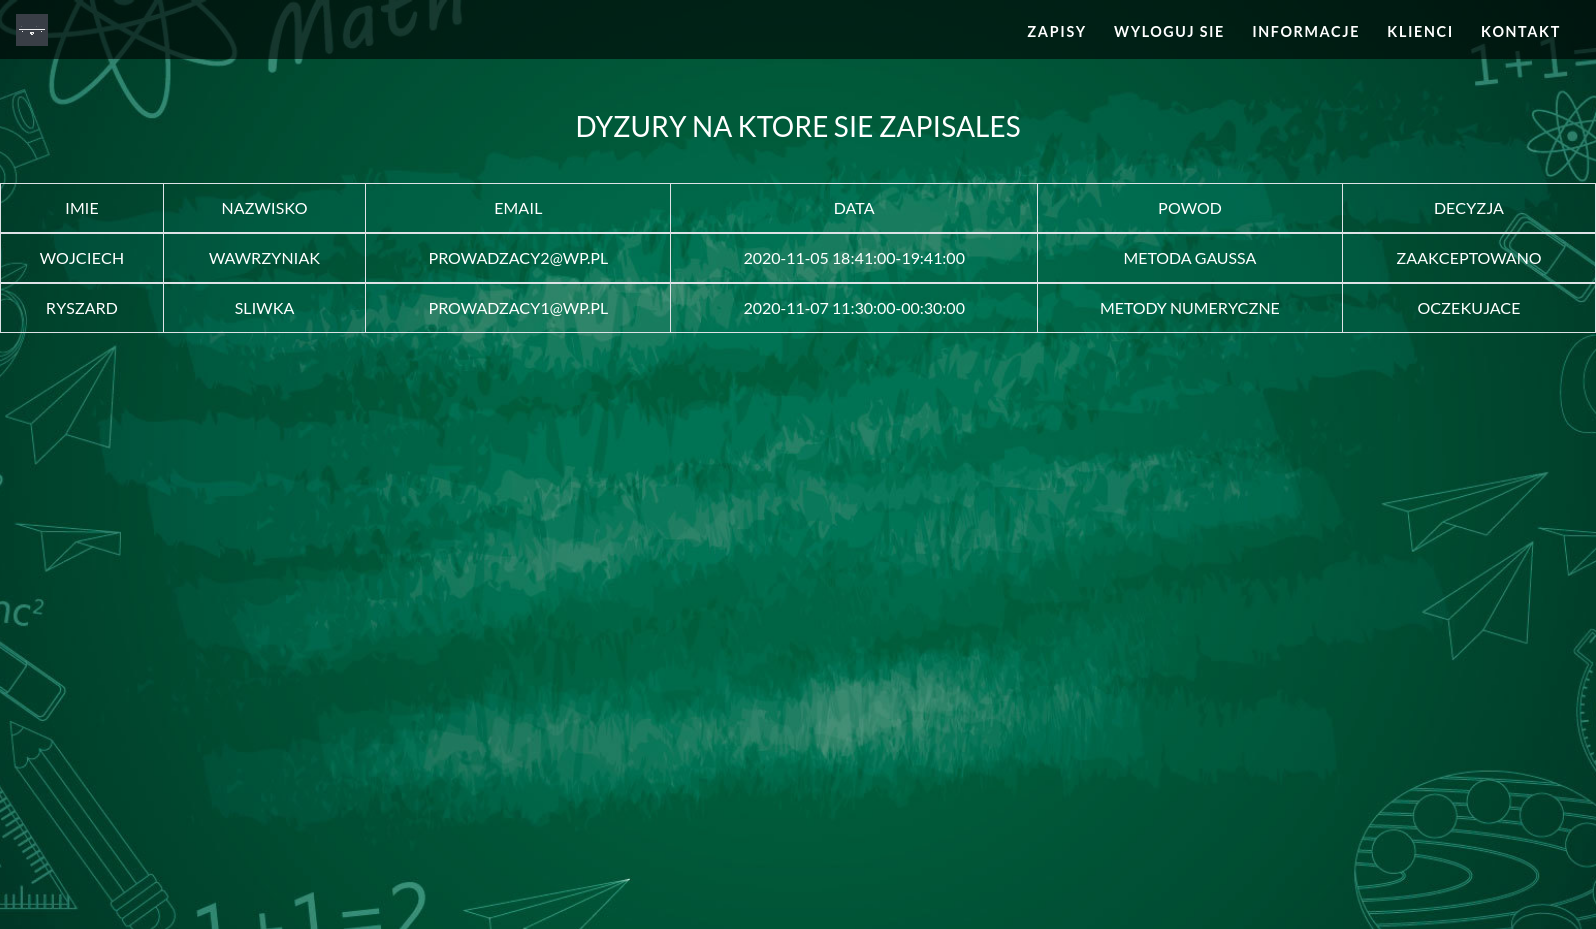 Math
ZAPISY WYLOGUJ SIE INFORMACJE KLIENCI KONTAKT
1+1=
DYZURY NA KTORE SIE ZAPISALES
IMIE NAZWISKO EMAIL DATA POWOD DECYZJA
WOJCIECH WAWRZYNIAK PROWADZACY2@WP.PL 2020-11-05 18:41:00-19:41:00 METODA GAUSSA ZAAKCEPTOWANO
RYSZARD SLIWKA PROWADZACY1@WP.PL 2020-11-07 11:30:00-00:30:00 METODY NUMERYCZNE OCZEKUJACE
mc²
1+1=2